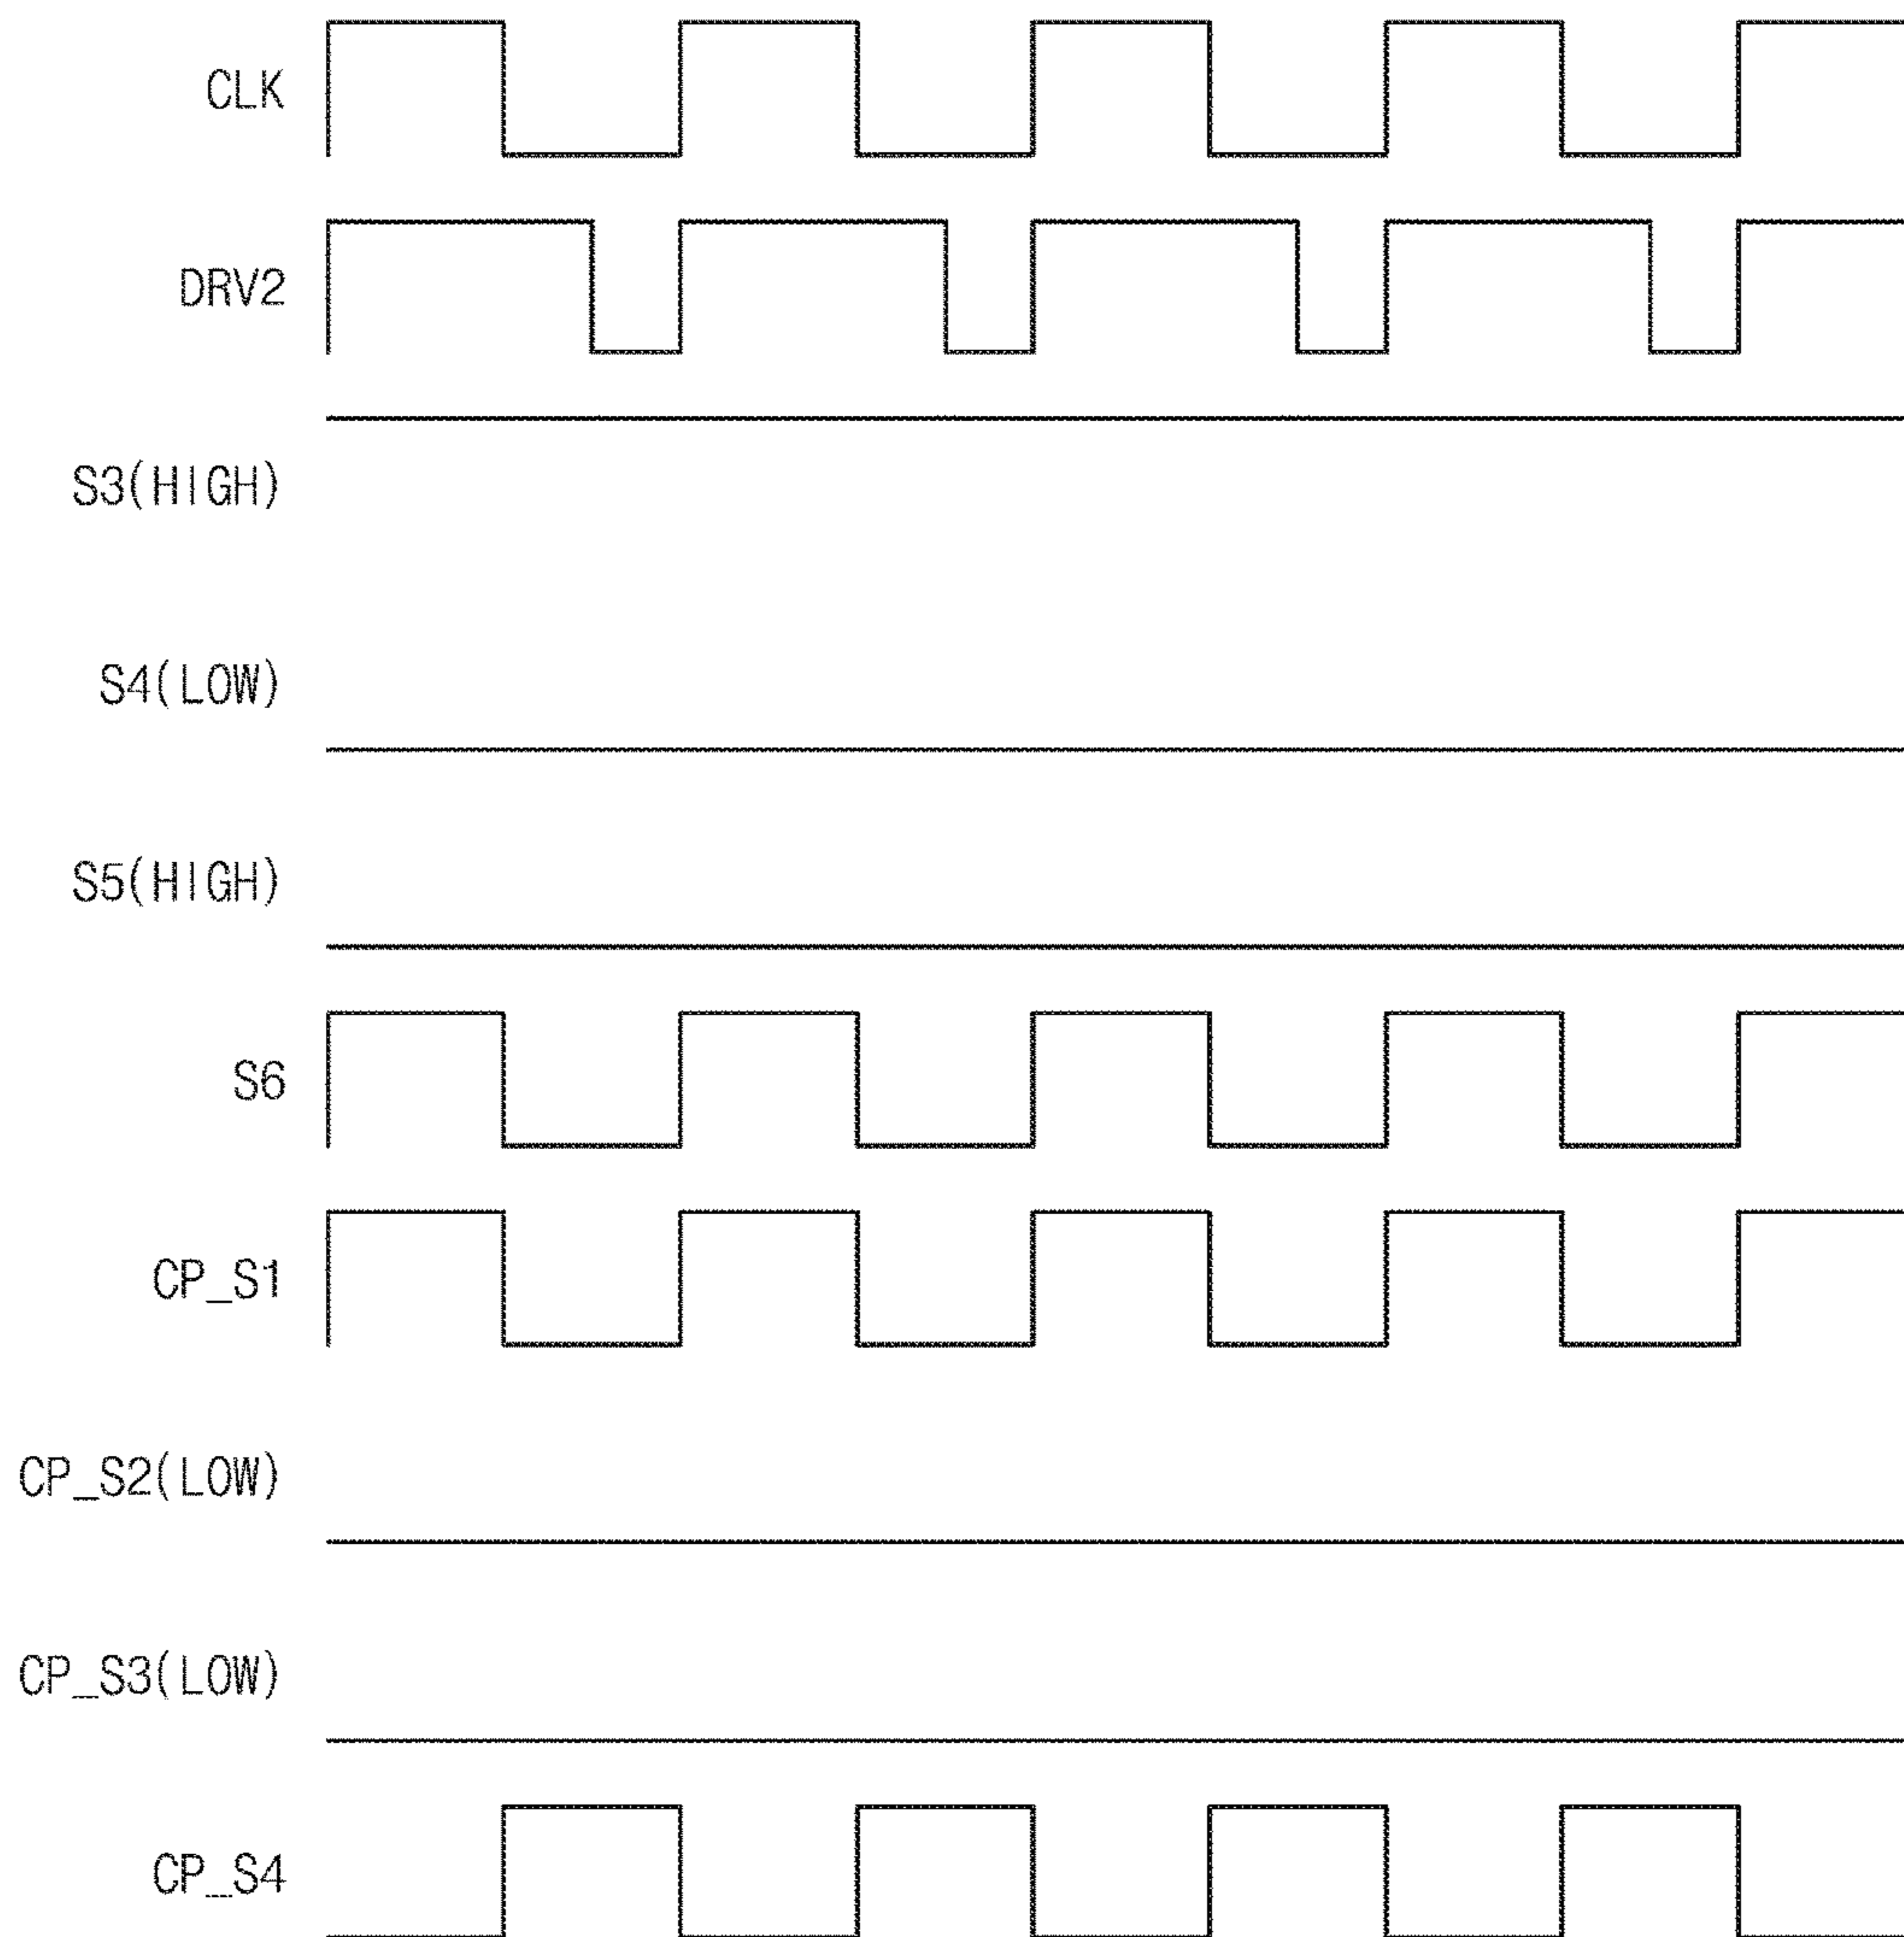 CLK
DRV2
S3(HIGH)
S4(LOW)
S5(HIGH)
S6
CP_S1
CP_S2(LOW)
CP_S3(LOW)
CP_S4